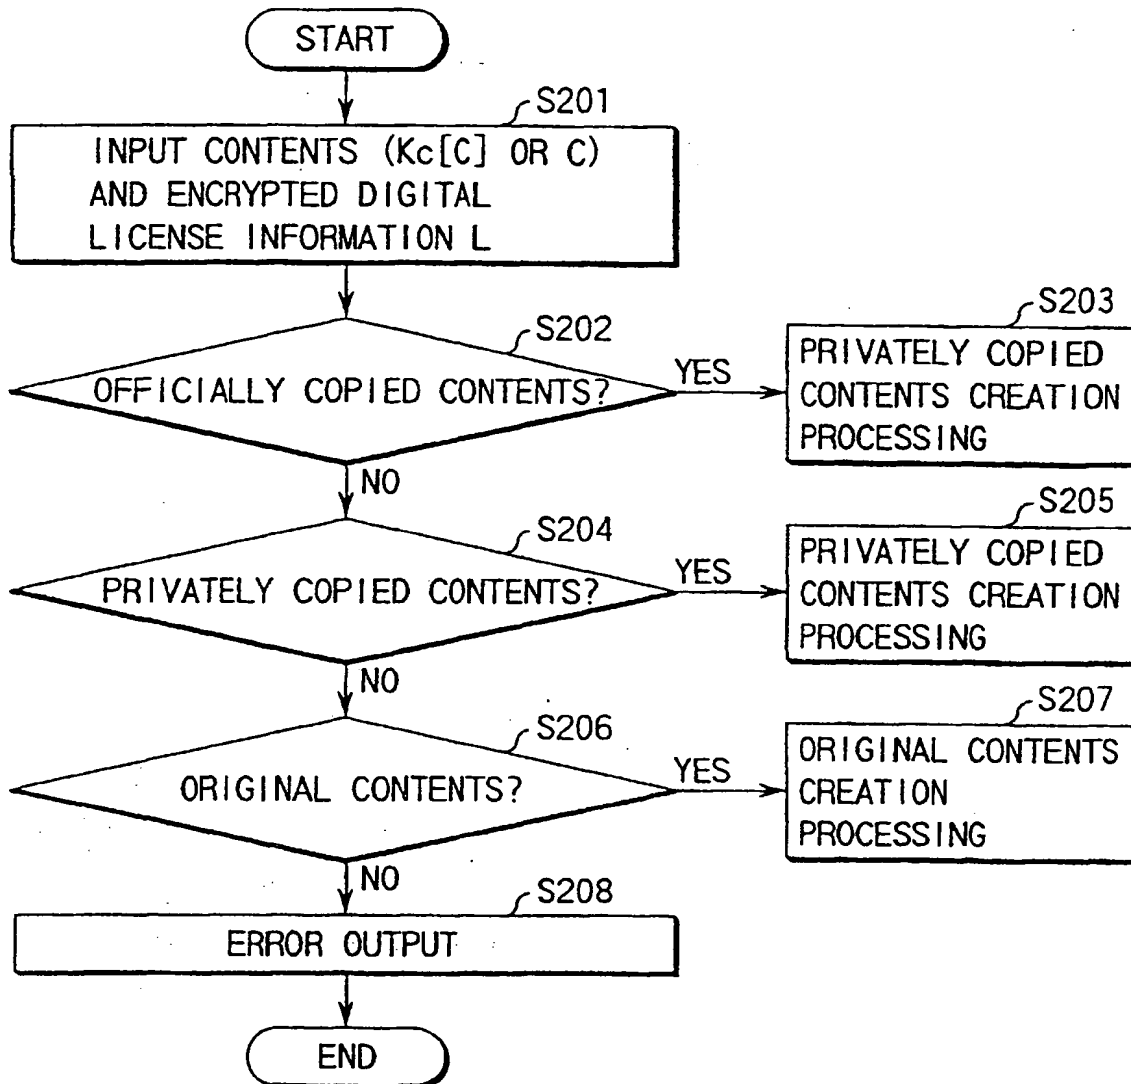 START
S201
INPUT CONTENTS (Kc[C] OR C)
AND ENCRYPTED DIGITAL
LICENSE INFORMATION L
S202
OFFICIALLY COPIED CONTENTS?
YES
S203
PRIVATELY COPIED
CONTENTS CREATION
PROCESSING
NO
S204
PRIVATELY COPIED CONTENTS?
YES
S205
PRIVATELY COPIED
CONTENTS CREATION
PROCESSING
NO
S206
ORIGINAL CONTENTS?
YES
S207
ORIGINAL CONTENTS
CREATION
PROCESSING
NO
S208
ERROR OUTPUT
END